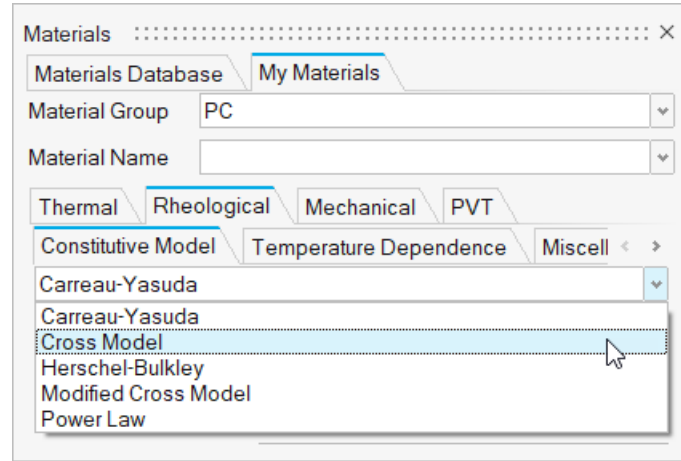 Materials
Materials Database My Materials
Material Group PC
Material Name
Thermal Rheological Mechanical PVT
Constitutive Model Temperature Dependence Miscell
Carreau-Yasuda
Carreau-Yasuda
Cross Model
Herschel-Bulkley
Modified Cross Model
Power Law